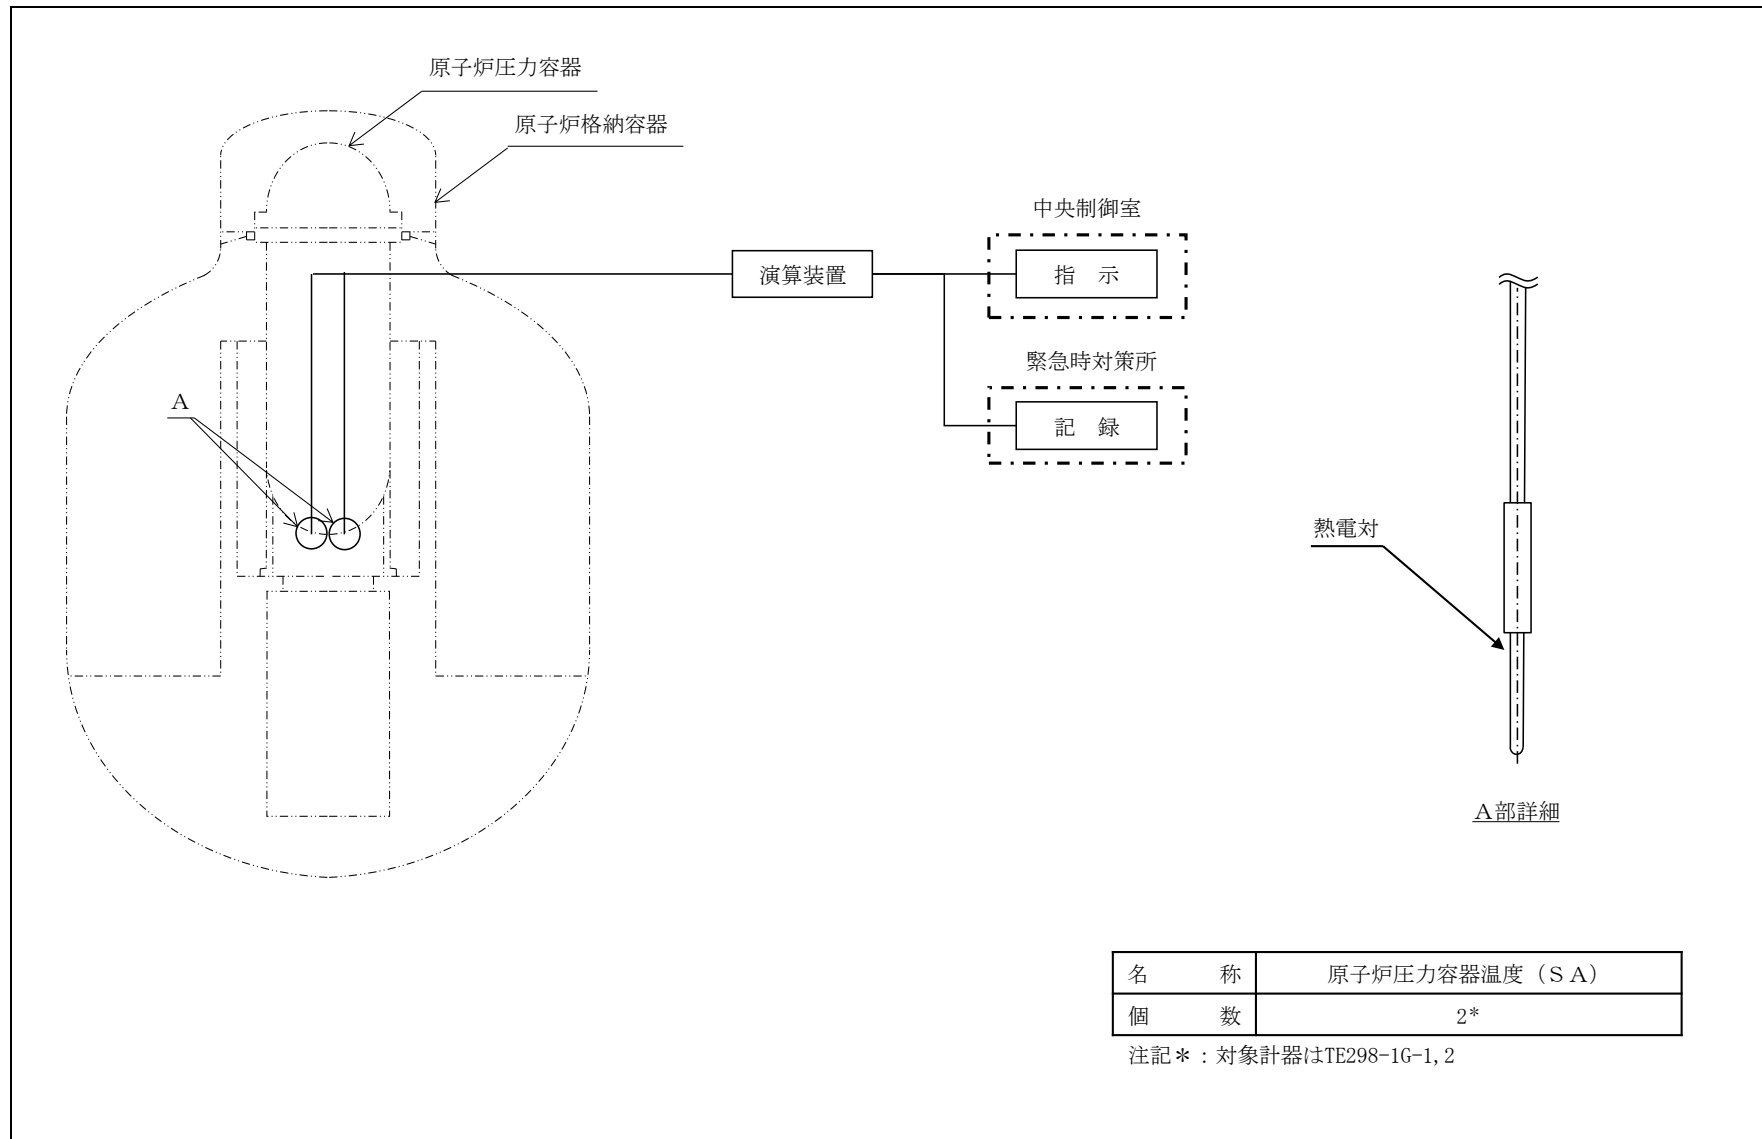 原子炉圧力容器
原子炉格納容器
中央制御室
演算装置
指　示
緊急時対策所
記　録
A
熱電対
A部詳細
名　称　原子炉圧力容器温度（ＳＡ）
個　数　2*
注記＊：対象計器はTE298-1G-1,2